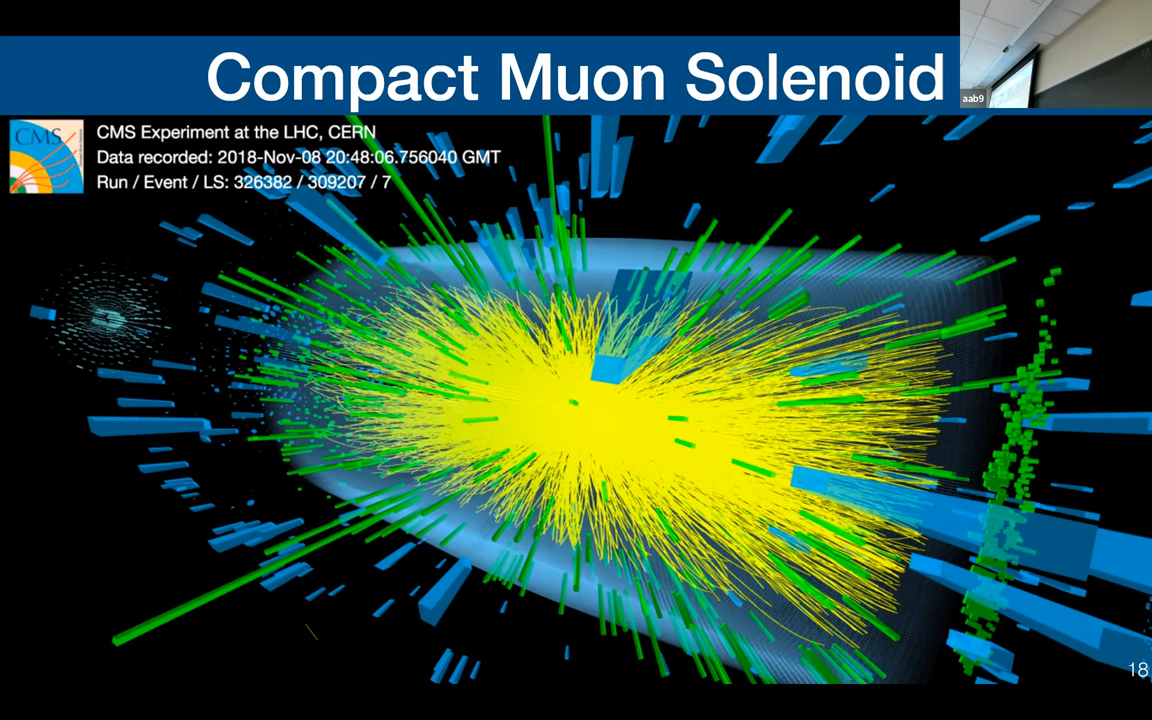 Compact Muon Solenoid
aab9
CMS
CMS Experiment at the LHC, CERN
Data recorded: 2018-Nov-08 20:48:06.756040 GMT
Run / Event / LS: 326382 / 309207 / 7
18